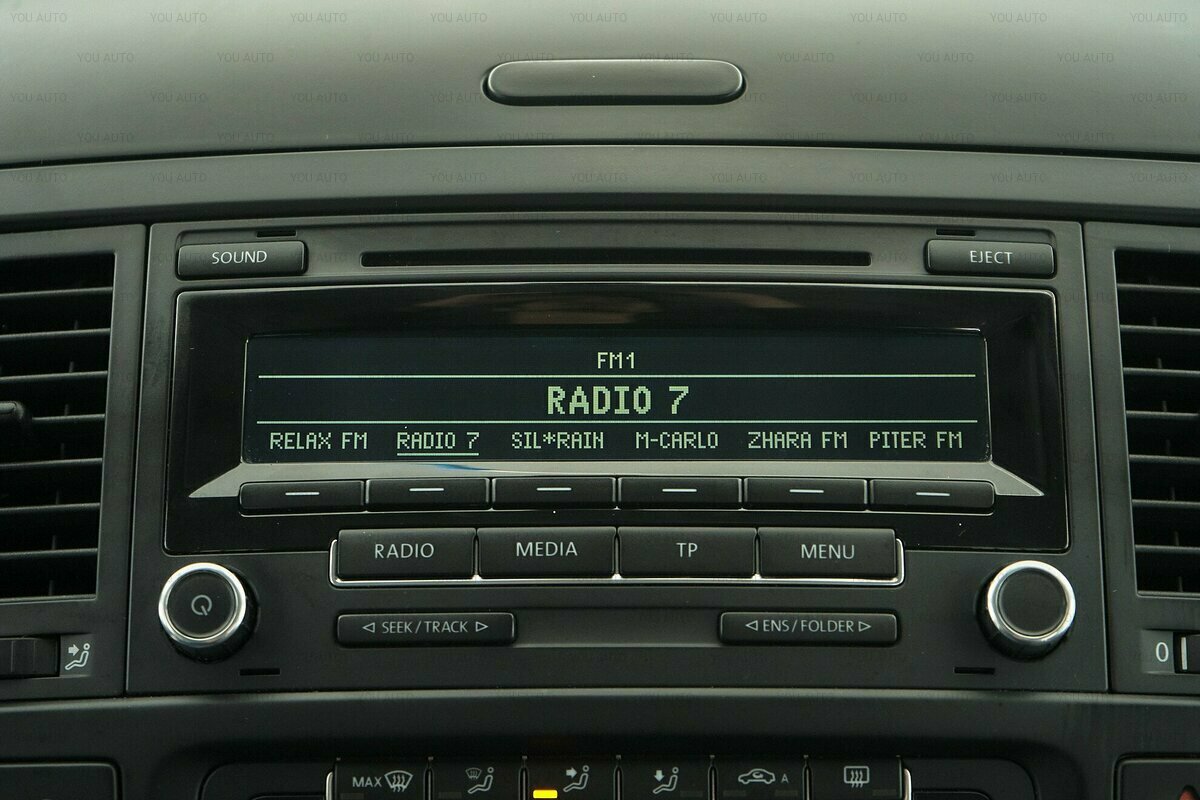 YOU AUTO
SOUND
EJECT
FM1
RADIO 7
RELAX FM RADIO 7 SIL*RAIN M-CARLO ZHARA FM PITER FM
RADIO MEDIA TP MENU
SEEK / TRACK
ENS / FOLDER
0
MAX
A